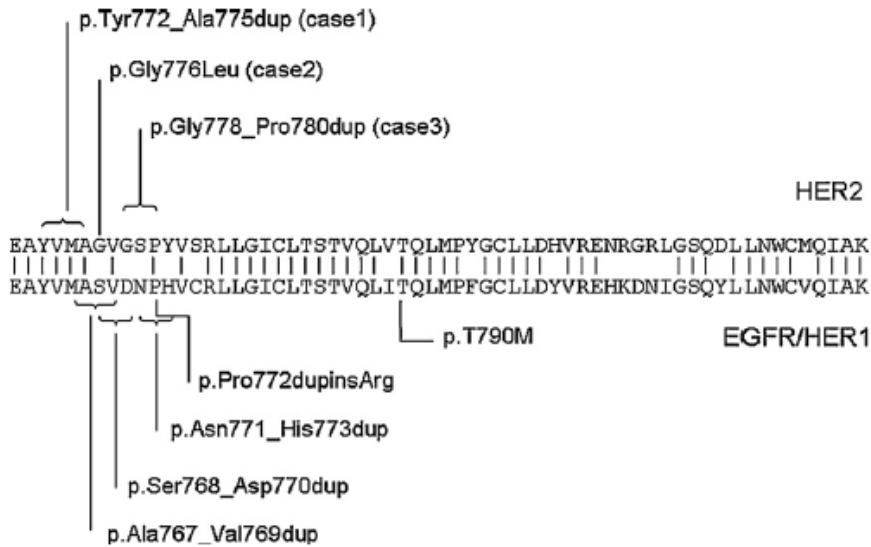 p.Tyr772_Ala775dup (case1)
p.Gly776Leu (case2)
p.Gly778_Pro780dup (case3)
HER2
EAYVMAGVGSPYVSRLLGICLTSTVQLVTQLMPYGCLLDHVRENRGRLGSQDLLNWCMQIAK
EAYVMASVDNPHVCRLLGICLTSTVQLITQLMPFGCLLDYVREHKDNIGSQYLLNWCVQIAK
p.T790M
EGFR/HER1
p.Pro772dupinsArg
p.Asn771_His773dup
p.Ser768_Asp770dup
p.Ala767_Val769dup